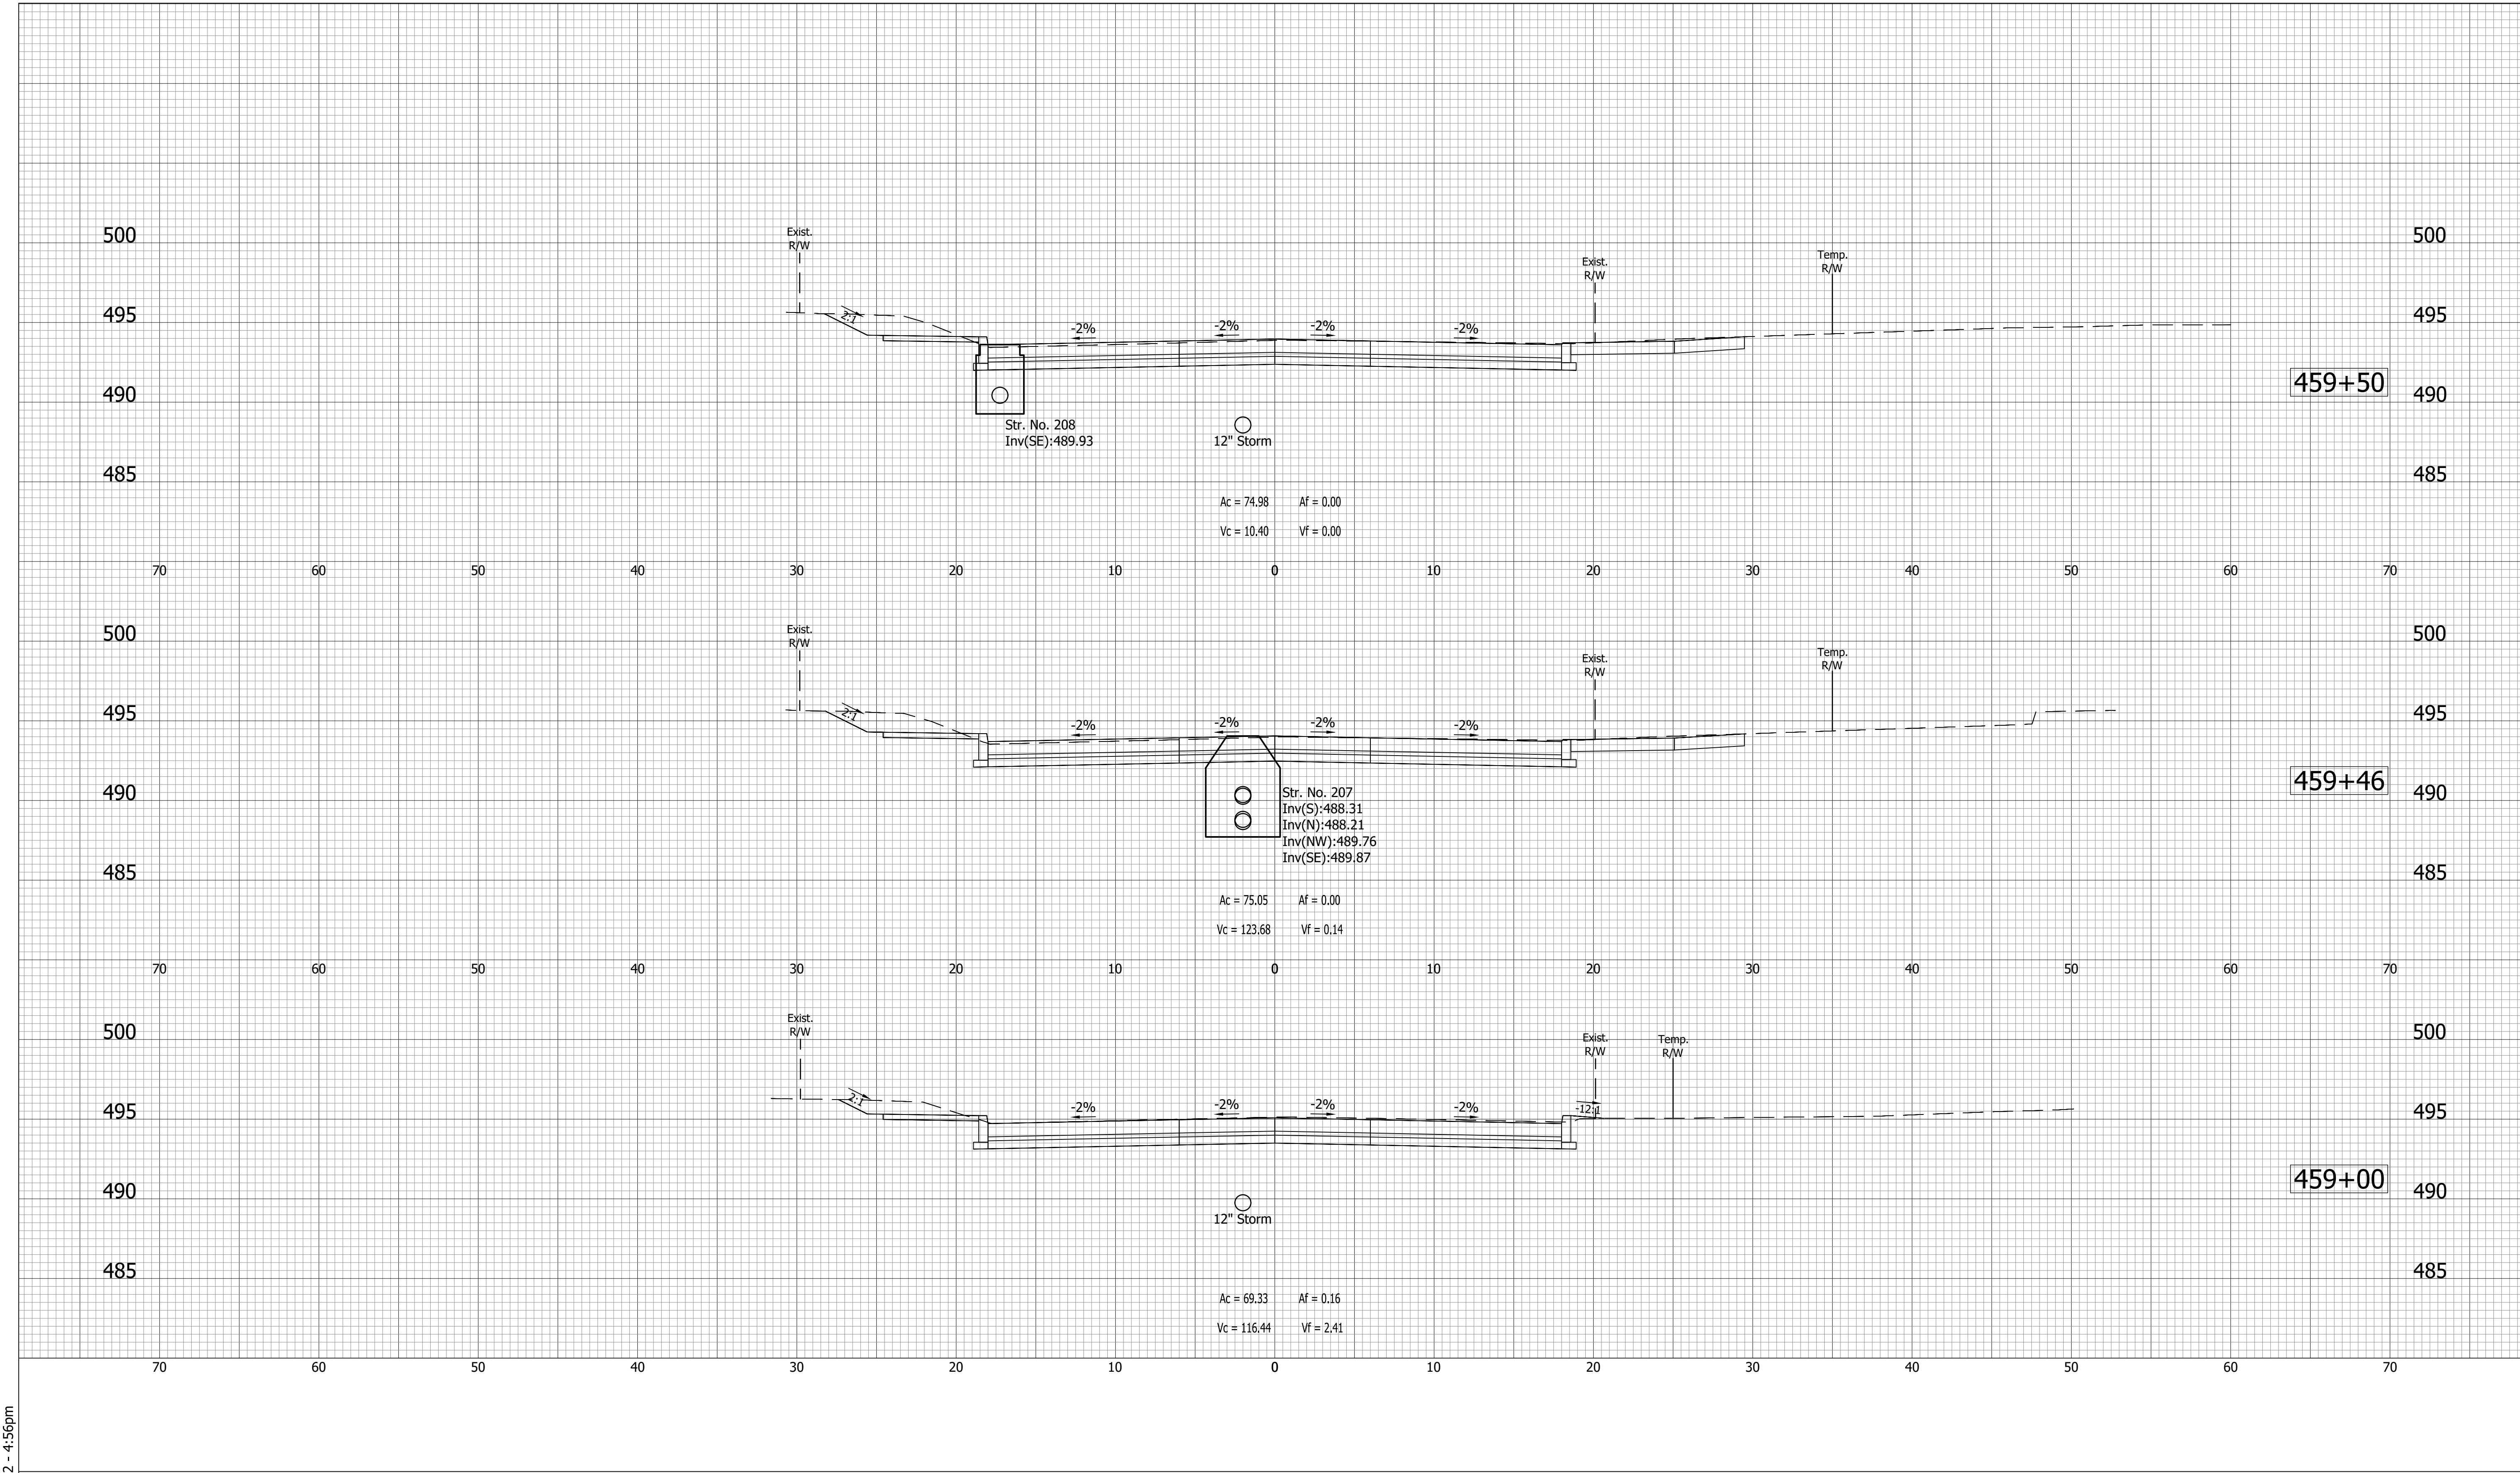 500
Exist.
R/W
Exist.
R/W
Temp.
R/W
500
495
2:1
-2%
-2%
-2%
-2%
495
490
459+50
490
Str. No. 208
Inv(SE):489.93
12" Storm
485
485
Ac = 74.98 Af = 0.00
Vc = 10.40 Vf = 0.00
70 60 50 40 30 20 10 0 10 20 30 40 50 60 70
500
Exist.
R/W
Exist.
R/W
Temp.
R/W
500
495
2:1
-2%
-2%
-2%
-2%
495
490
459+46
490
Str. No. 207
Inv(S):488.31
Inv(N):488.21
Inv(NW):489.76
Inv(SE):489.87
485
485
Ac = 75.05 Af = 0.00
Vc = 123.68 Vf = 0.14
70 60 50 40 30 20 10 0 10 20 30 40 50 60 70
500
Exist.
R/W
Exist.
R/W
Temp.
R/W
500
495
2:1
-2%
-2%
-2%
-2%
-12:1
495
490
459+00
490
12" Storm
485
485
Ac = 69.33 Af = 0.16
Vc = 116.44 Vf = 2.41
70 60 50 40 30 20 10 0 10 20 30 40 50 60 70
2 - 4:56pm